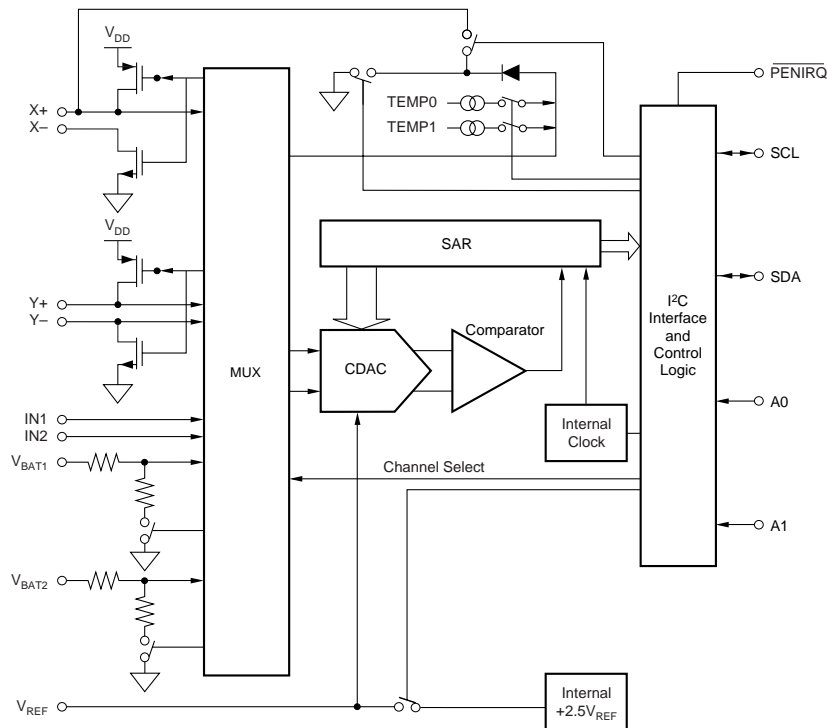 V_DD
X+
X–
V_DD
Y+
Y–
IN1
IN2
V_BAT1
V_BAT2
V_REF
MUX
TEMP0
TEMP1
SAR
CDAC
Comparator
Internal
Clock
Channel Select
Internal
+2.5V_REF
I²C
Interface
and
Control
Logic
PENIRQ
SCL
SDA
A0
A1